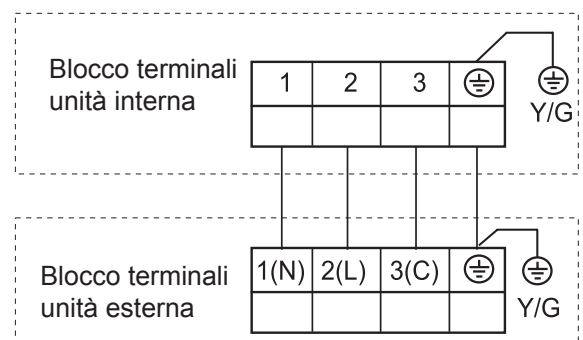 Blocco terminali
unità interna
1 2 3
Y/G
Blocco terminali
unità esterna
1(N) 2(L) 3(C)
Y/G